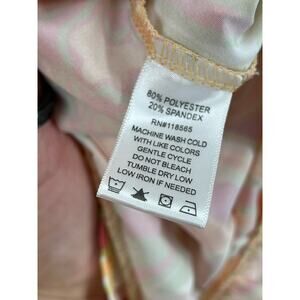 80% POLYESTER
20% SPANDEX
RN#118565
MACHINE WASH COLD
WITH LIKE COLORS
GENTLE CYCLE
DO NOT BLEACH
TUMBLE DRY LOW
LOW IRON IF NEEDED